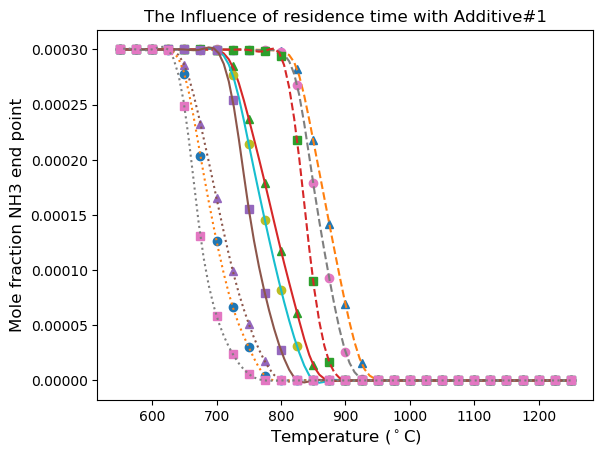 The Influence of residence time with Additive#1
Mole fraction NH3 end point
0.00030
0.00025
0.00020
0.00015
0.00010
0.00005
0.00000
600 700 800 900 1000 1100 1200
Temperature (°C)